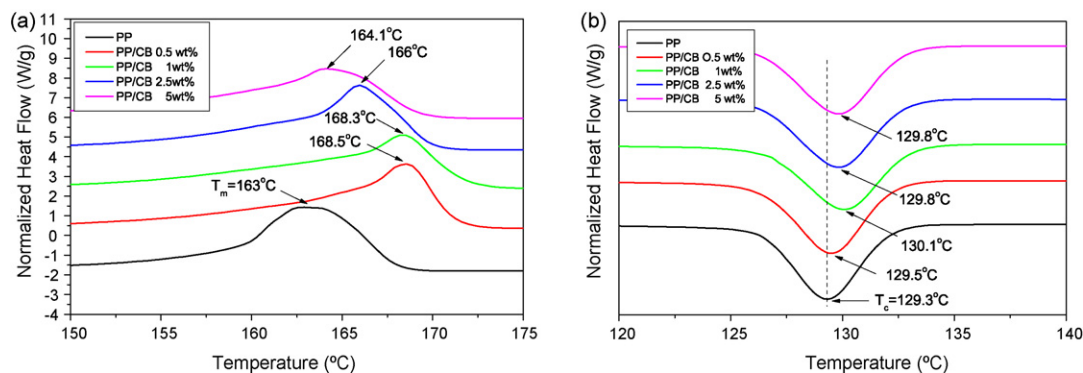 (a)
Normalized Heat Flow (W/g)
11
10
9
8
7
6
5
4
3
2
1
0
-1
-2
-3
-4
PP
PP/CB 0.5 wt%
PP/CB 1wt%
PP/CB 2.5wt%
PP/CB 5wt%
164.1°C
166°C
168.3°C
168.5°C
Tm=163°C
150 155 160 165 170 175
Temperature (ºC)
(b)
Normalized Heat Flow (W/g)
PP
PP/CB O.5 wt%
PP/CB 1wt%
PP/CB 2.5 wt%
PP/CB 5 wt%
129.8°C
129.8°C
130.1°C
129.5°C
Tc=129.3°C
120 125 130 135 140
Temperature (ºC)